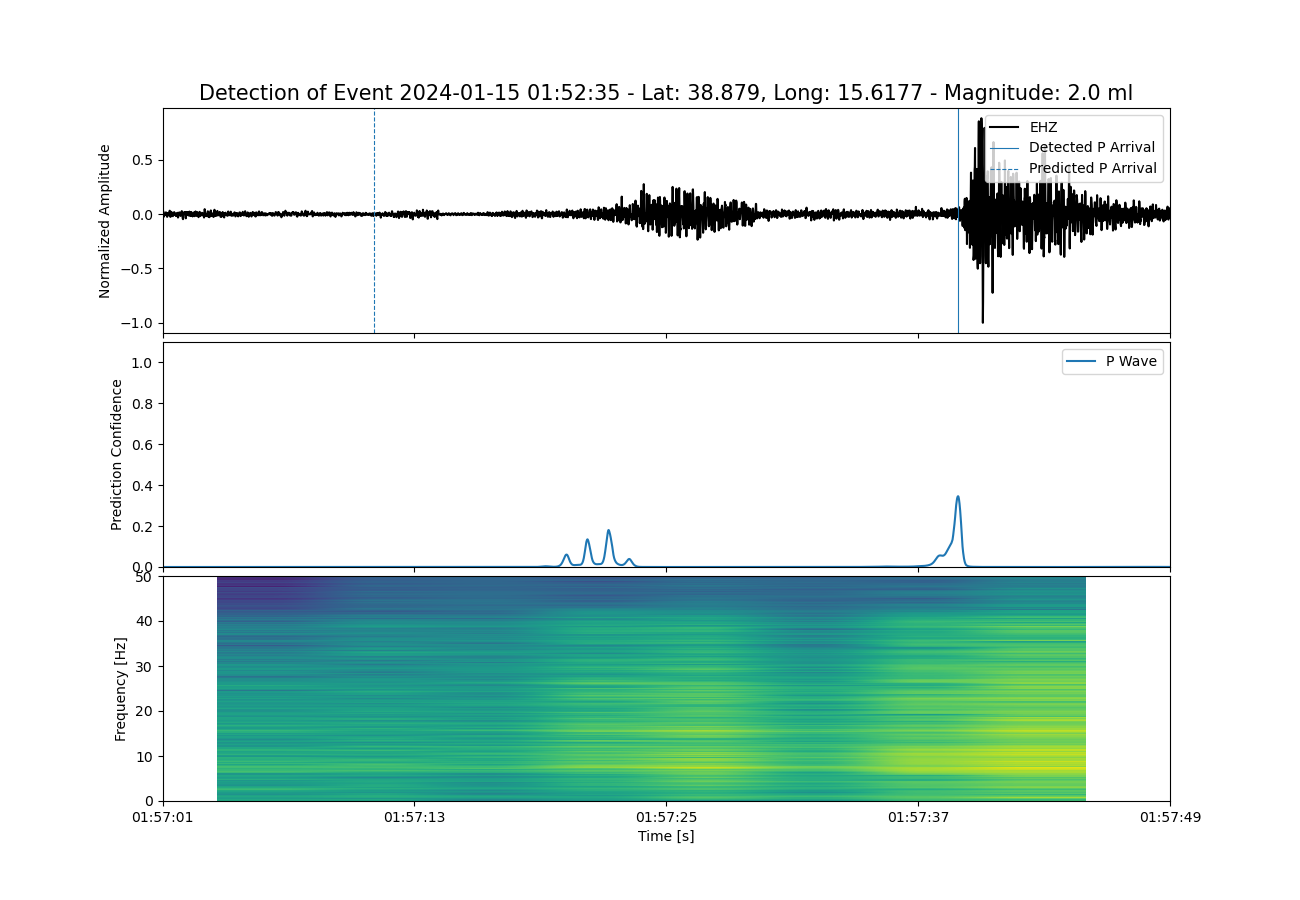 Detection of Event 2024-01-15 01:52:35 - Lat: 38.879, Long: 15.6177 - Magnitude: 2.0 ml
Normalized Amplitude
0.5
0.0
−0.5
−1.0
EHZ
Detected P Arrival
Predicted P Arrival
Prediction Confidence
1.0
0.8
0.6
0.4
0.2
0.0
P Wave
Frequency [Hz]
50
40
30
20
10
0
01:57:01 01:57:13 01:57:25 01:57:37 01:57:49
Time [s]